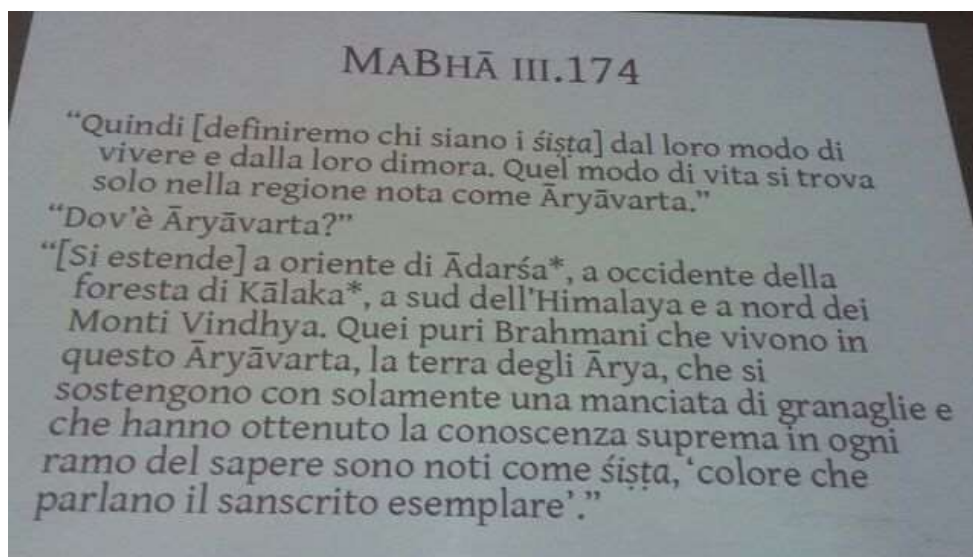 MABHĀ III.174
“Quindi [definiremo chi siano i śiṣṭa] dal loro modo di
vivere e dalla loro dimora. Quel modo di vita si trova
solo nella regione nota come Āryāvarta.”
“Dov'è Āryāvarta?”
“[Si estende] a oriente di Ādarśa*, a occidente della
foresta di Kālaka*, a sud dell'Himalaya e a nord dei
Monti Vindhya. Quei puri Brahmani che vivono in
questo Āryāvarta, la terra degli Ārya, che si
sostengono con solamente una manciata di granaglie e
che hanno ottenuto la conoscenza suprema in ogni
ramo del sapere sono noti come śiṣṭa, ‘colore che
parlano il sanscrito esemplare’.”